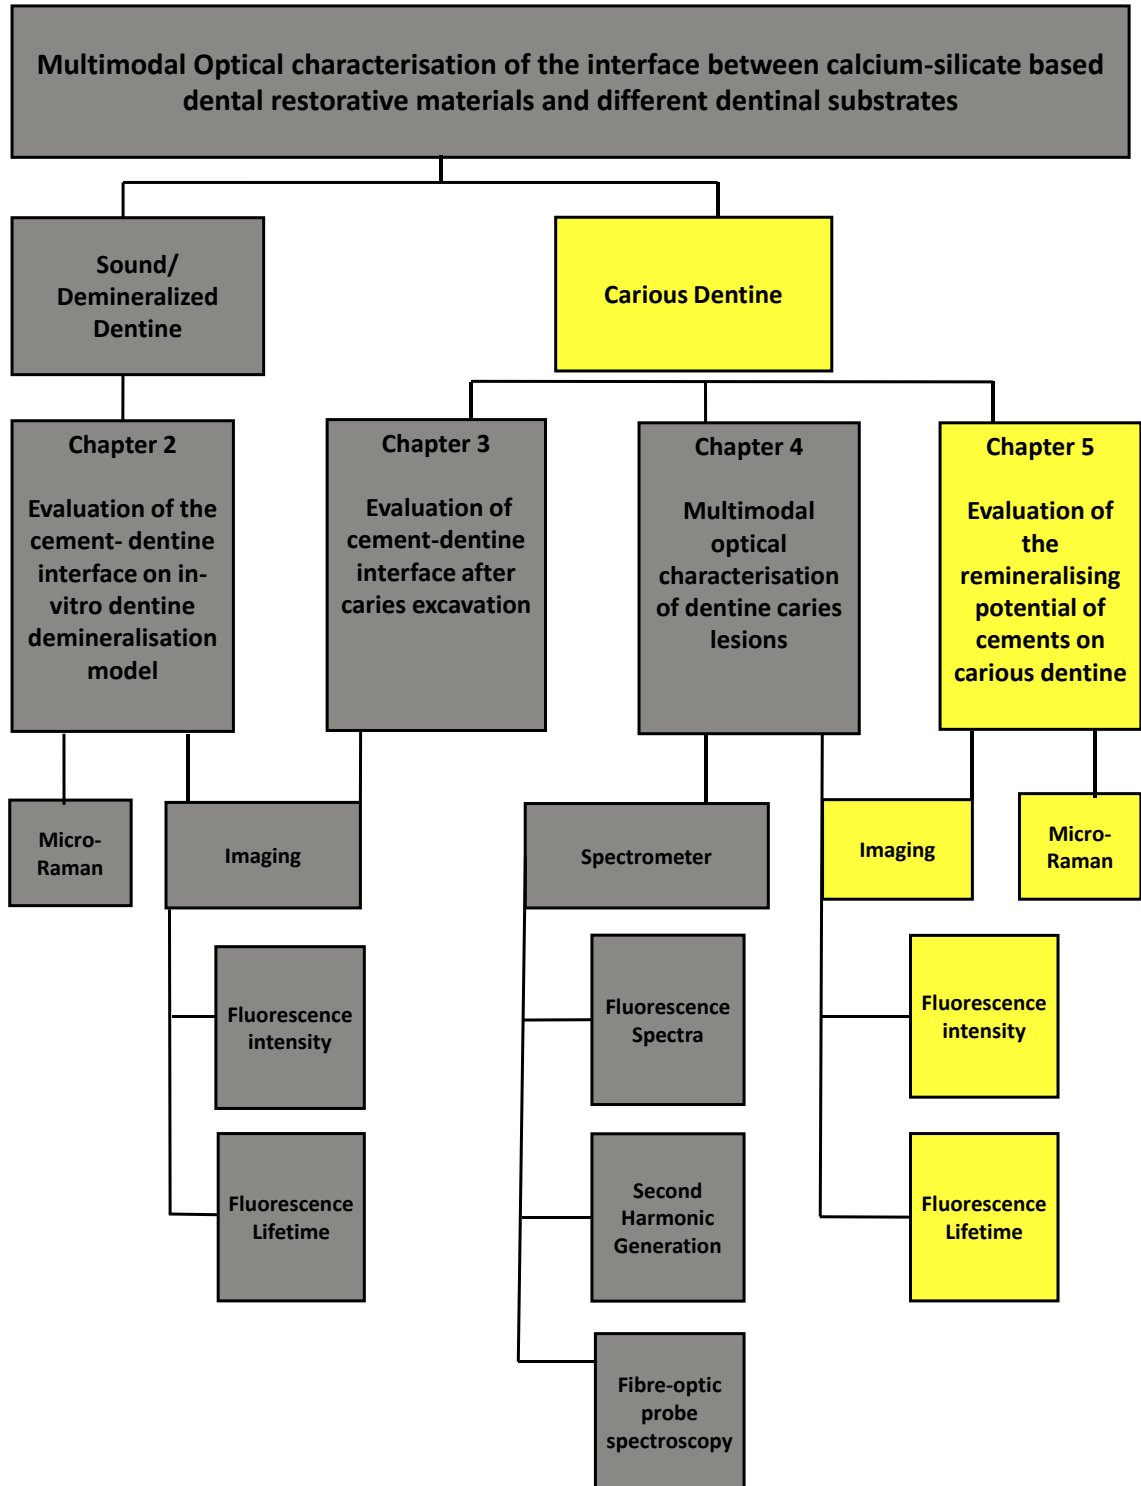 Multimodal Optical characterisation of the interface between calcium-silicate based
dental restorative materials and different dentinal substrates
Sound/
Demineralized
Dentine
Carious Dentine
Chapter 2
Evaluation of the
cement- dentine
interface on in-
vitro dentine
demineralisation
model
Chapter 3
Evaluation of
cement-dentine
interface after
caries excavation
Chapter 4
Multimodal
optical
characterisation
of dentine caries
lesions
Chapter 5
Evaluation of
the
remineralising
potential of
cements on
carious dentine
Micro-
Raman
Imaging
Spectrometer
Imaging
Micro-
Raman
Fluorescence
intensity
Fluorescence
Spectra
Fluorescence
intensity
Fluorescence
Lifetime
Second
Harmonic
Generation
Fluorescence
Lifetime
Fibre-optic
probe
spectroscopy